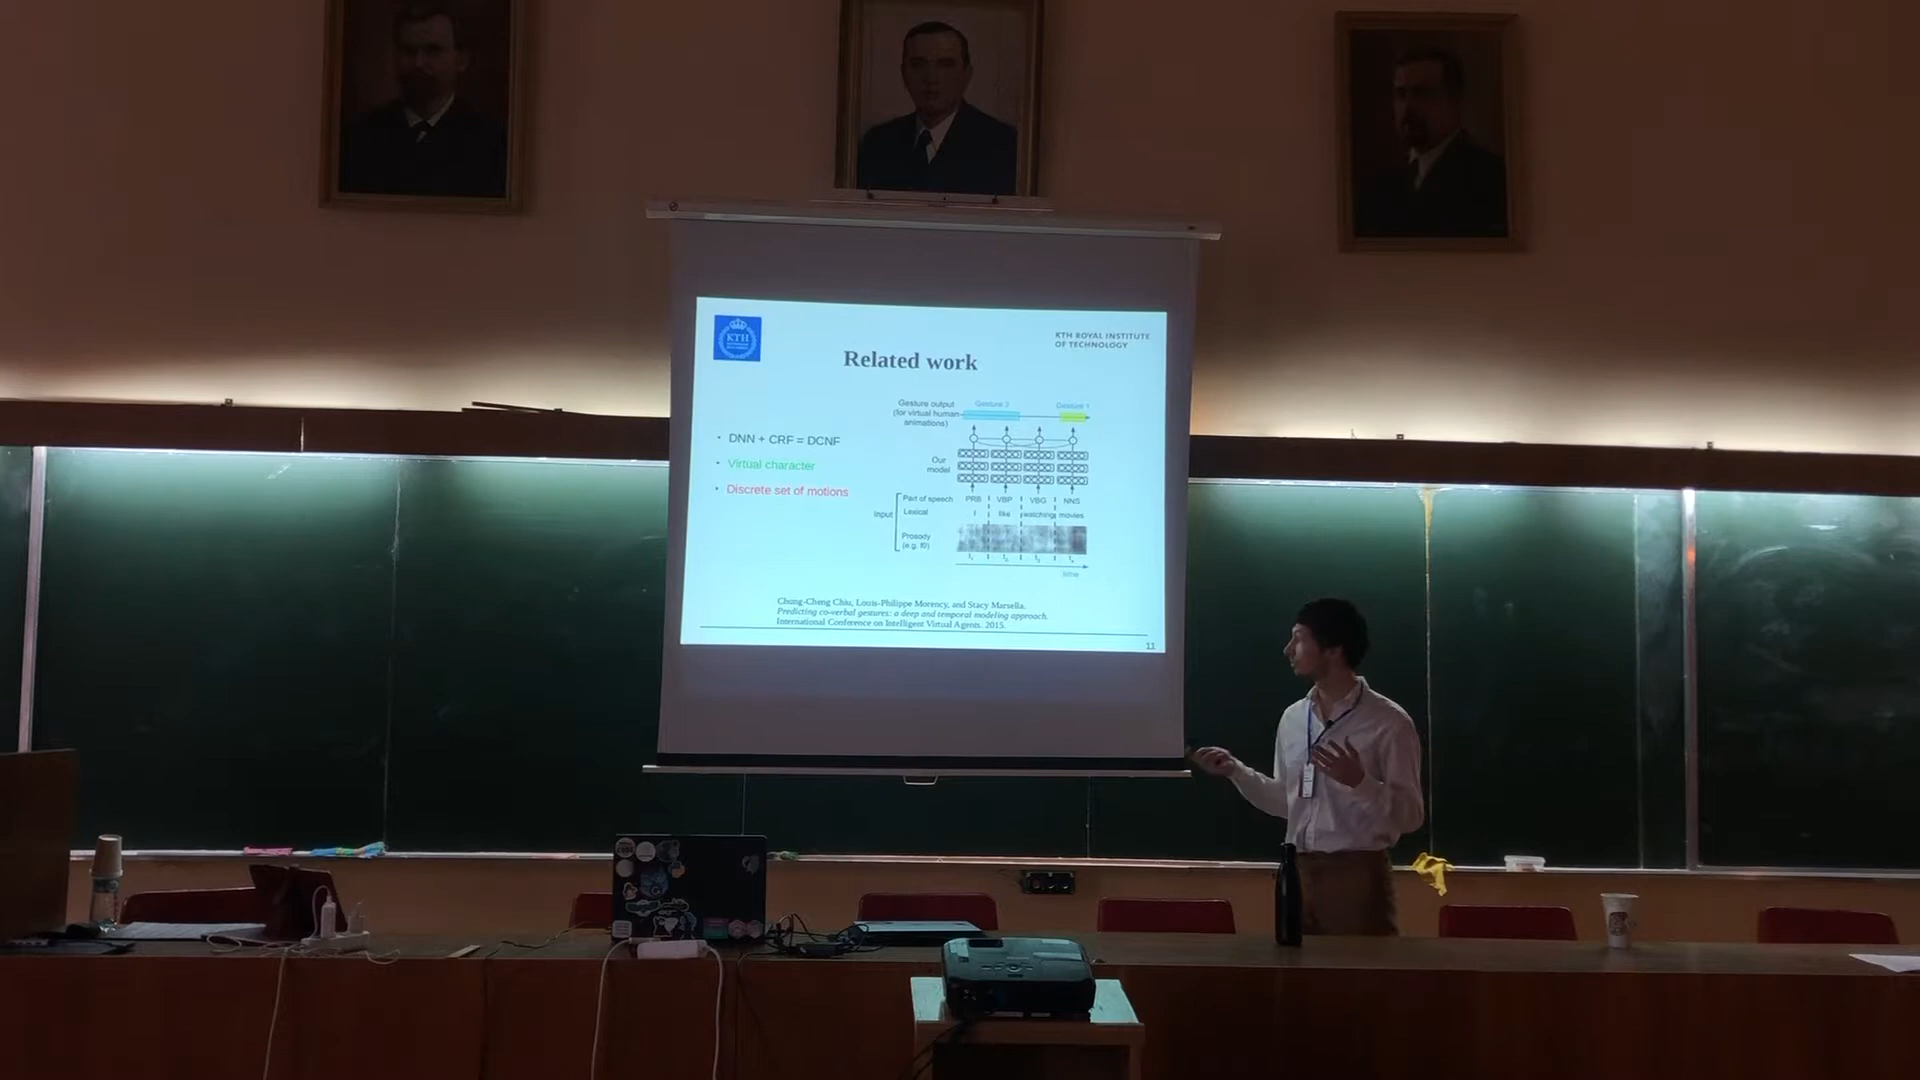 KTH
KTH ROYAL INSTITUTE
OF TECHNOLOGY
Related work
• DNN + CRF = DCNF
• Virtual character
• Discrete set of motions
Gesture output
(for virtual human
animations)
Gesture 2
Gesture 1
Our
model
Input
Part of speech
PRB
VBP
VBG
NNS
Lexical
I
like
watching
movies
Prosody
(e.g. f0)
time
Chung-Cheng Chiu, Louis-Philippe Morency, and Stacy Marsella.
Predicting co-verbal gestures: a deep and temporal modeling approach.
International Conference on Intelligent Virtual Agents. 2015.
11